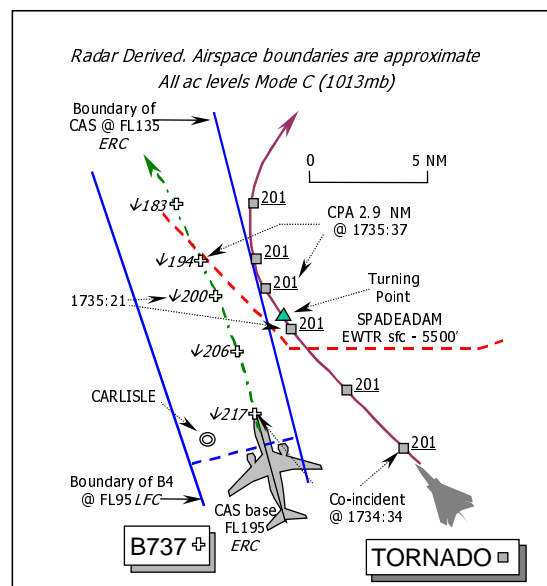 Radar Derived. Airspace boundaries are approximate
All ac levels Mode C (1013mb)
Boundary of
CAS @ FL135
ERC
0
5 NM
183
201
CPA 2.9 NM
@ 1735:37
194
201
201
Turning
Point
1735:21
200
201
SPADEADAM
EWTR sfc - 5500'
206
201
CARLISLE
217
201
Boundary of B4
@ FL95 LFC
CAS base
FL195
ERC
Co-incident
@ 1734:34
B737
TORNADO